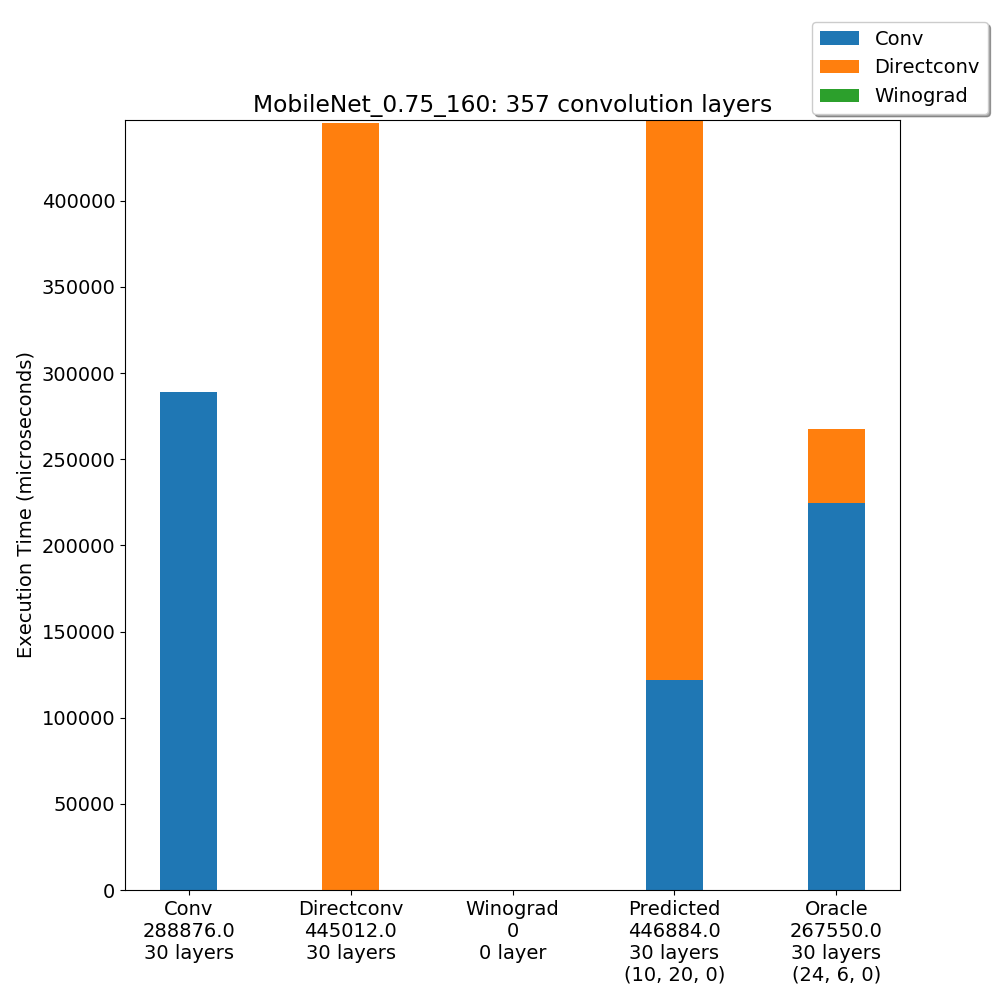 Conv
Directconv
Winograd
MobileNet_0.75_160: 357 convolution layers
Execution Time (microseconds)
400000
350000
300000
250000
200000
150000
100000
50000
0
Conv
288876.0
30 layers
Directconv
445012.0
30 layers
Winograd
0
0 layer
Predicted
446884.0
30 layers
(10, 20, 0)
Oracle
267550.0
30 layers
(24, 6, 0)